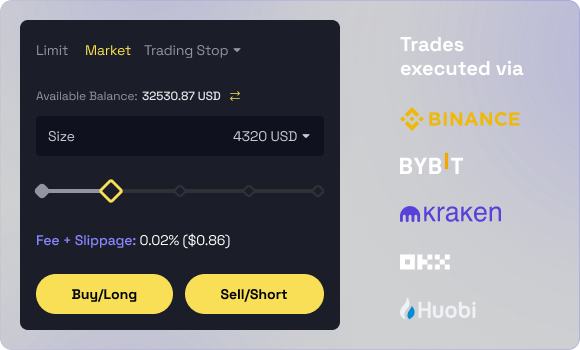 Limit Market Trading Stop
Available Balance: 32530.87 USD
Size 4320 USD
Fee + Slippage: 0.02% ($0.86)
Buy/Long Sell/Short
Trades
executed via
BINANCE
BYBIT
kraken
OKX
Huobi